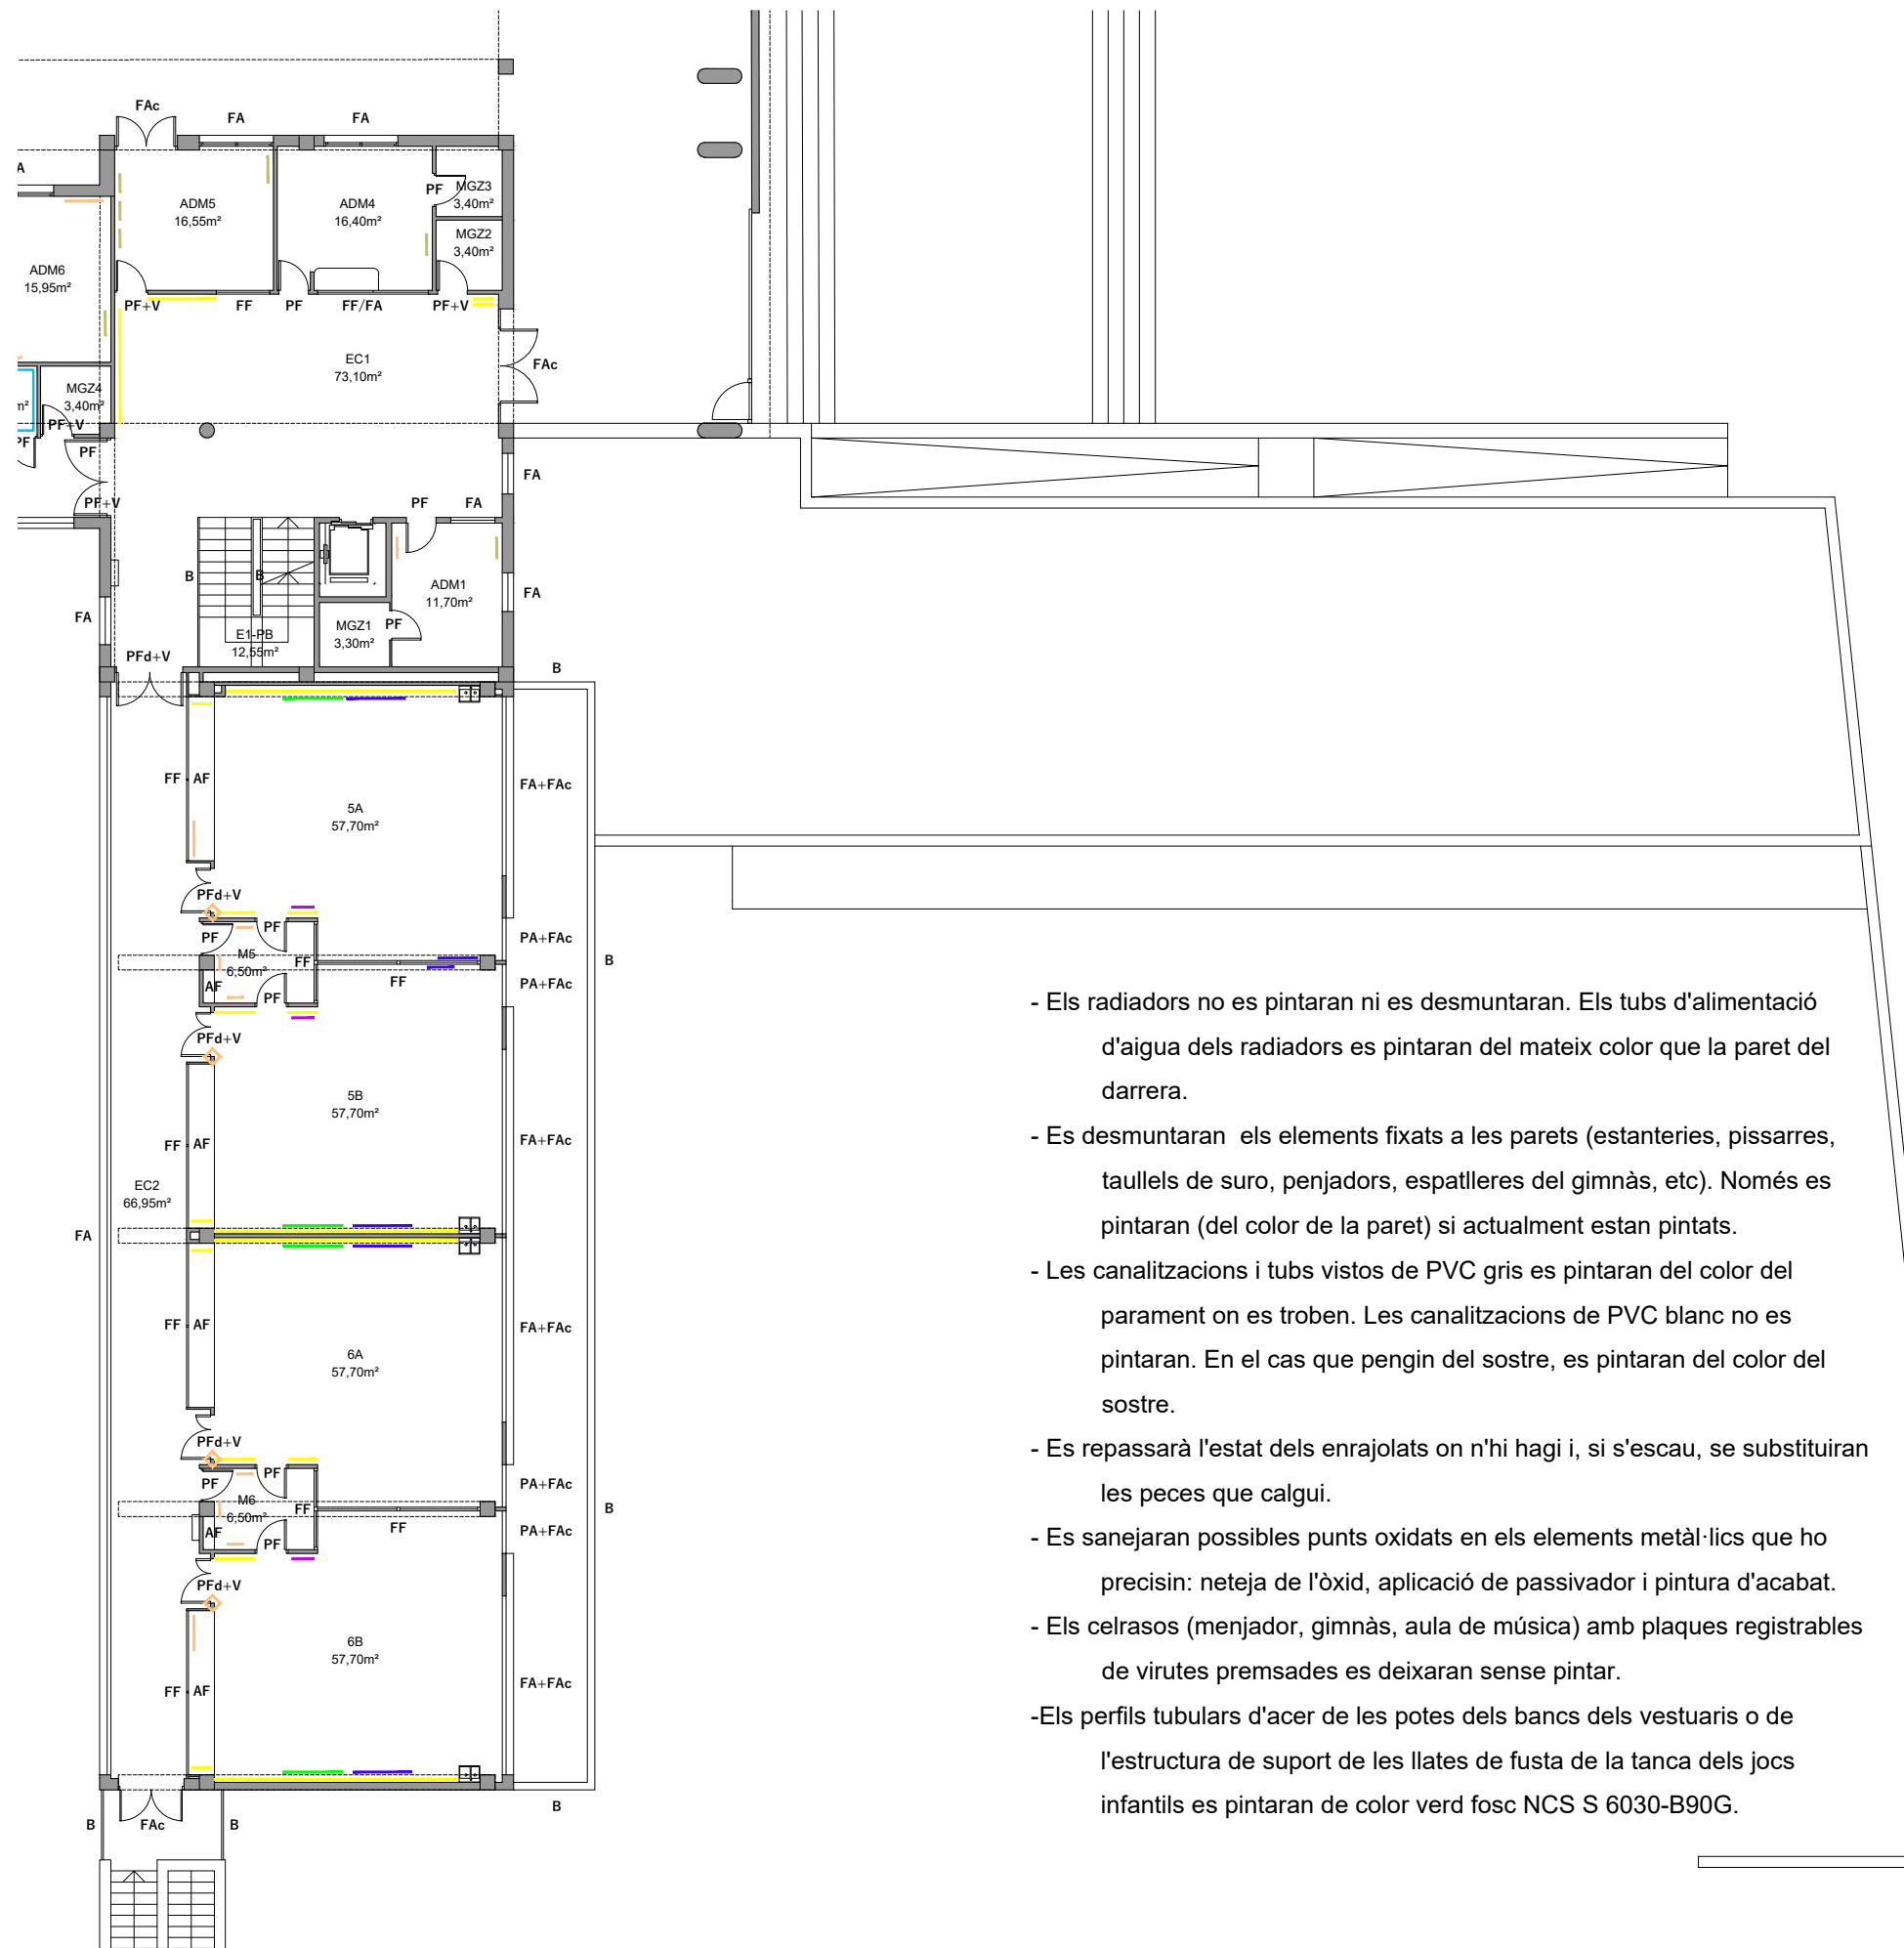 FAc
FA
FA
A
ADM5
16,55m²
ADM4
16,40m²
PF
MGZ3
3,40m²
MGZ2
3,40m²
ADM6
15,95m²
PF+V
FF
PF
FF/FA
PF+V
EC1
73,10m²
FAc
MGZ4
3,40m²
m²
PF+V
PF
PF
FA
PF+V
PF
FA
B
B
ADM1
11,70m²
FA
FA
MGZ1
3,30m²
PF
E1-PB
12,55m²
PFd+V
B
FF
AF
FA+FAc
5A
57,70m²
PFd+V
PF
PF
PA+FAc
M5
6,50m²
FF
FF
B
AF
PF
PA+FAc
PFd+V
5B
57,70m²
FF
AF
FA+FAc
EC2
66,95m²
FA
FF
AF
FA+FAc
6A
57,70m²
PFd+V
PF
PF
PA+FAc
M6
6,50m²
FF
FF
B
AF
PF
PA+FAc
PFd+V
6B
57,70m²
FF
AF
FA+FAc
B
B
FAc
B
- Els radiadors no es pintaran ni es desmuntaran. Els tubs d'alimentació
d'aigua dels radiadors es pintaran del mateix color que la paret del
darrera.
- Es desmuntaran  els elements fixats a les parets (estanteries, pissarres,
taullels de suro, penjadors, espatlleres del gimnàs, etc). Només es
pintaran (del color de la paret) si actualment estan pintats.
- Les canalitzacions i tubs vistos de PVC gris es pintaran del color del
parament on es troben. Les canalitzacions de PVC blanc no es
pintaran. En el cas que pengin del sostre, es pintaran del color del
sostre.
- Es repassarà l'estat dels enrajolats on n'hi hagi i, si s'escau, se substituiran
les peces que calgui.
- Es sanejaran possibles punts oxidats en els elements metàl·lics que ho
precisin: neteja de l'òxid, aplicació de passivador i pintura d'acabat.
- Els celrasos (menjador, gimnàs, aula de música) amb plaques registrables
de virutes premsades es deixaran sense pintar.
-Els perfils tubulars d'acer de les potes dels bancs dels vestuaris o de
l'estructura de suport de les llates de fusta de la tanca dels jocs
infantils es pintaran de color verd fosc NCS S 6030-B90G.